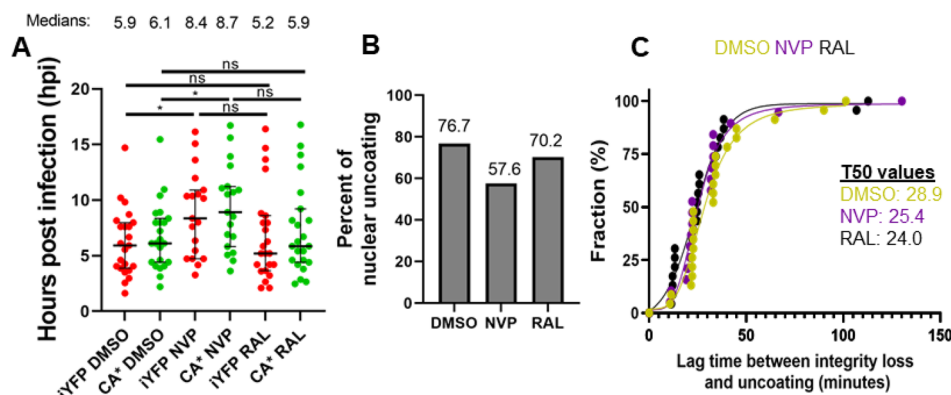 Medians: 5.9 6.1 8.4 8.7 5.2 5.9
A
ns
ns
* ns
* ns
Hours post infection (hpi)
20
15
10
5
0
iYFP DMSO
CA* DMSO
iYFP NVP
CA* NVP
iYFP RAL
CA* RAL
B
Percent of
nuclear uncoating
100
80
60
40
20
0
76.7
57.6
70.2
DMSO NVP RAL
C
DMSO NVP RAL
Fraction (%)
100
75
50
25
0
T50 values
DMSO: 28.9
NVP: 25.4
RAL: 24.0
0 50 100 150
Lag time between integrity loss
and uncoating (minutes)